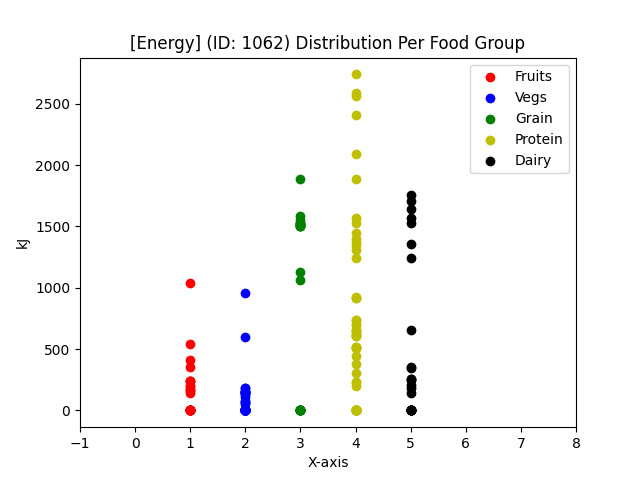 [Energy] (ID: 1062) Distribution Per Food Group
Fruits
Vegs
Grain
Protein
Dairy
kJ
2500
2000
1500
1000
500
0
−1 0 1 2 3 4 5 6 7 8
X-axis